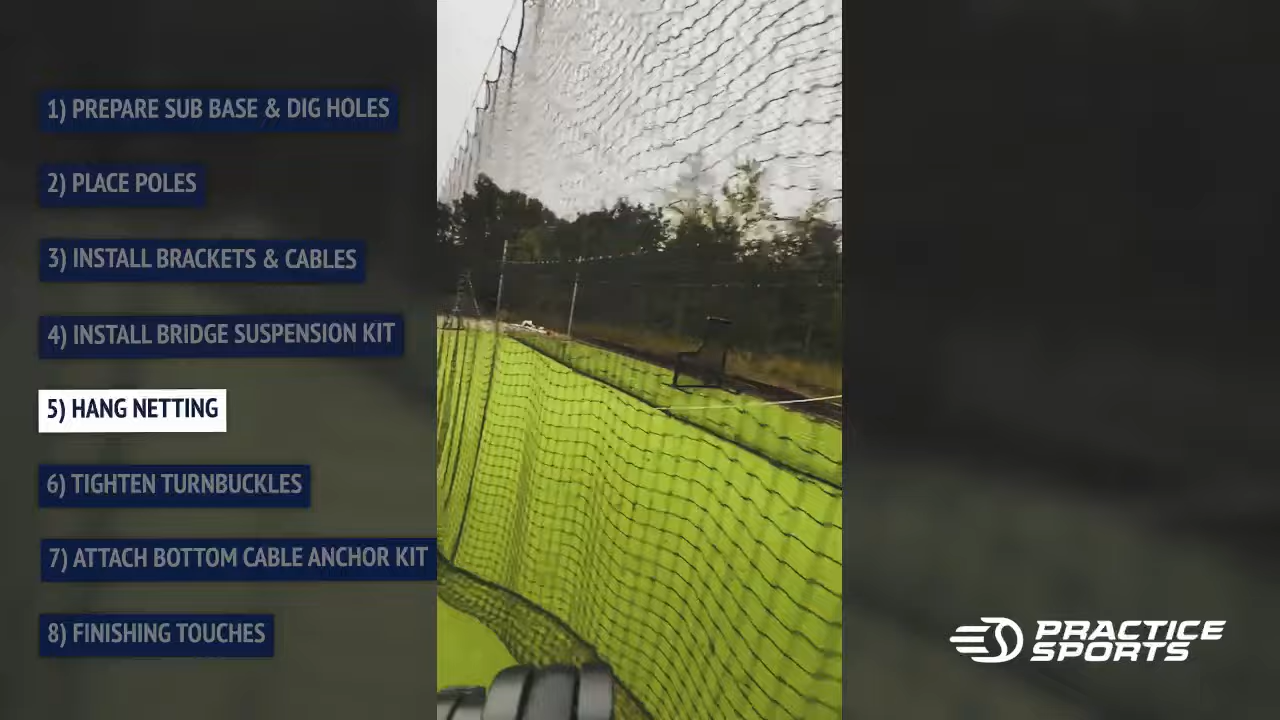 1) PREPARE SUB BASE & DIG HOLES
2) PLACE POLES
3) INSTALL BRACKETS & CABLES
4) INSTALL BRIDGE SUSPENSION KIT
5) HANG NETTING
6) TIGHTEN TURNBUCKLES
7) ATTACH BOTTOM CABLE ANCHOR KIT
8) FINISHING TOUCHES
PRACTICE
SPORTS